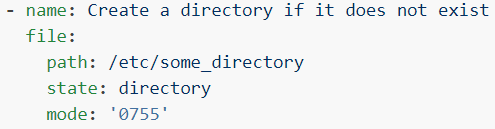 - name: Create a directory if it does not exist
  file:
    path: /etc/some_directory
    state: directory
    mode: '0755'